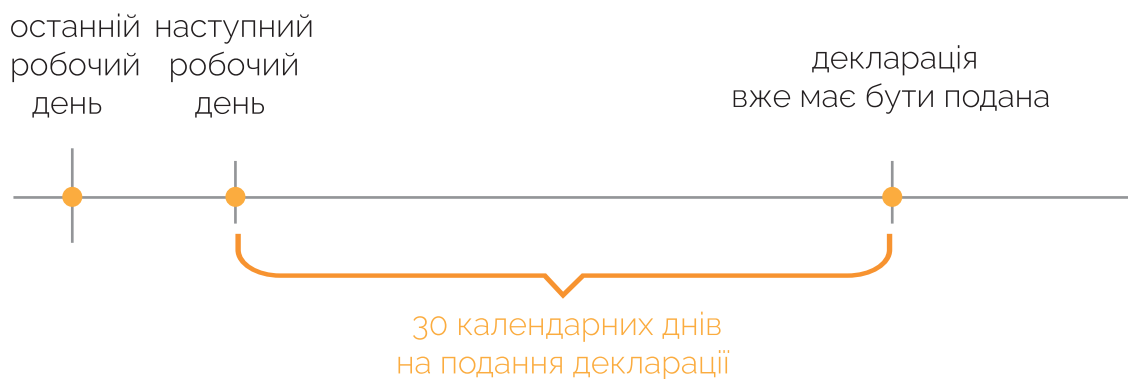 останній
робочий
день
наступний
робочий
день
декларація
вже має бути подана
30 календарних днів
на подання декларації